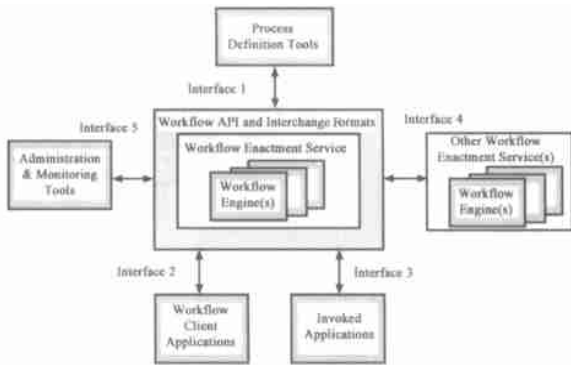 Process
Definition Tools
Interface 1
Workflow API and Interchange Formats
Interface 5
Interface 4
Workflow Enactment Service
Other Workflow
Enactment Service(s)
Administration
& Monitoring
Tools
Workflow
Engine(s)
Workflow
Engine(s)
Interface 2
Interface 3
Workflow
Client
Applications
Invoked
Applications